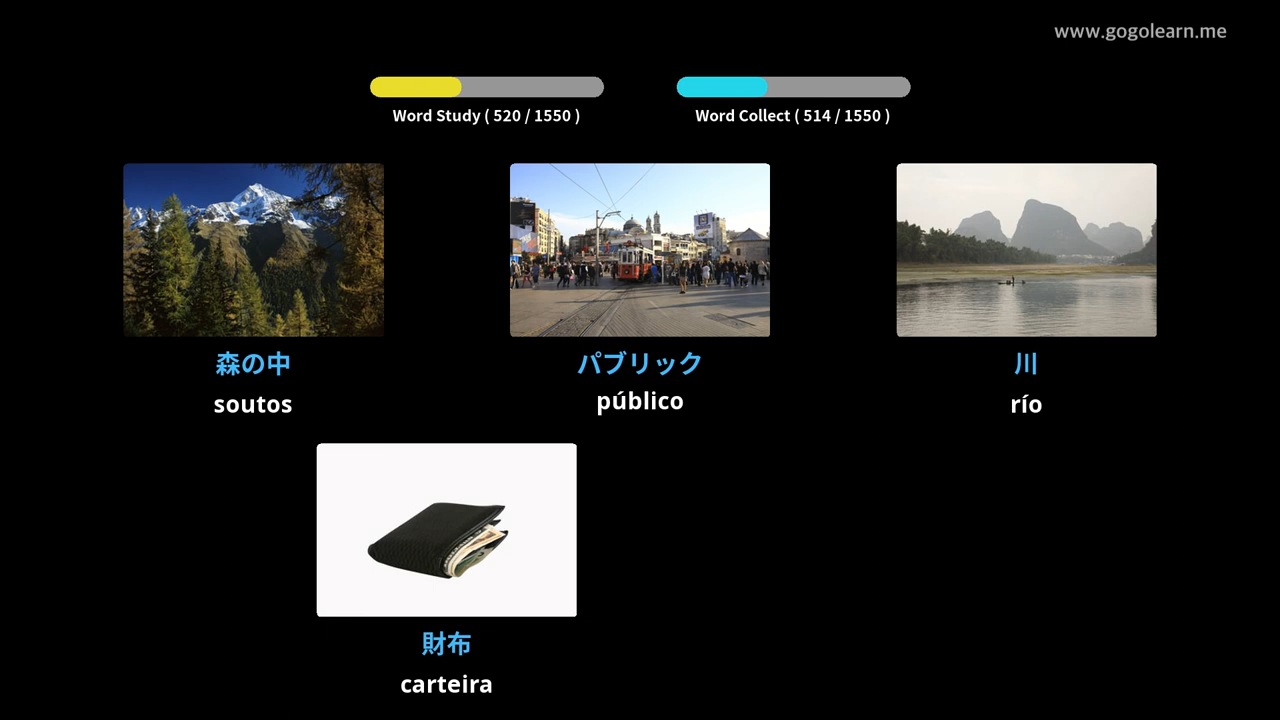 www.gogolearn.me
Word Study ( 520 / 1550 )
Word Collect ( 514 / 1550 )
森の中
パブリック
川
soutos
público
río
財布
carteira